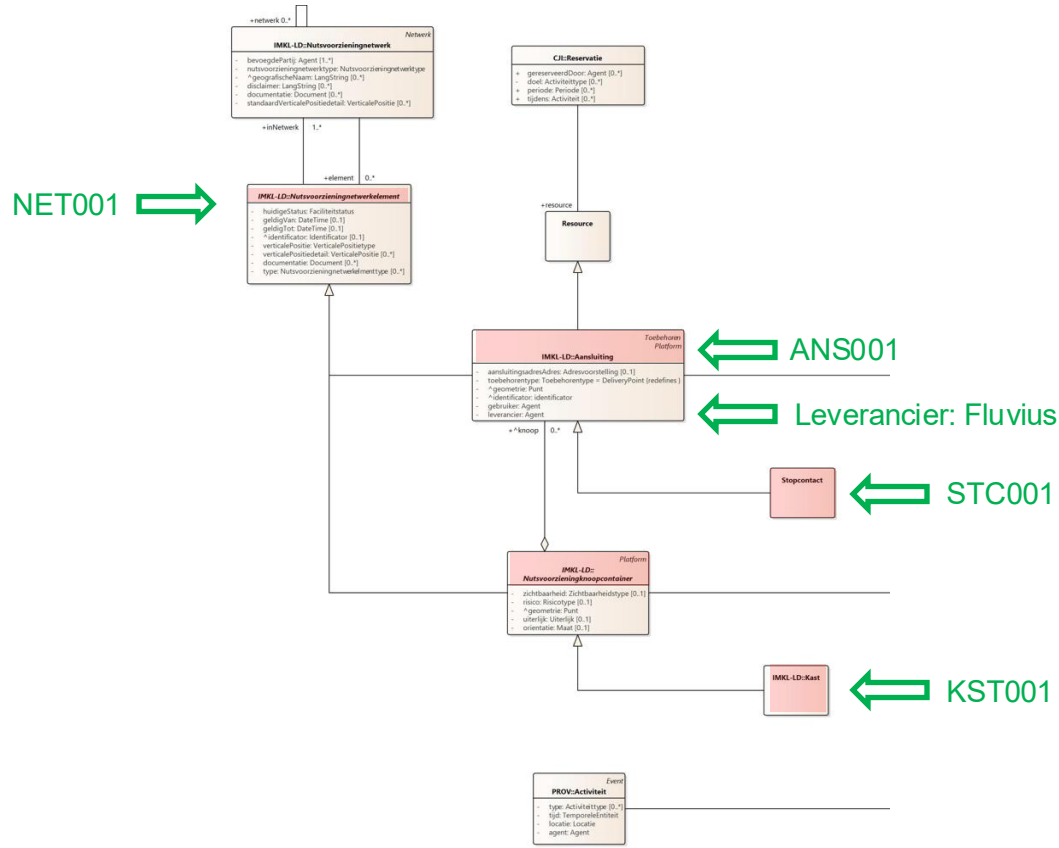 +netwerk 0..*
Netwerk
IMKL-LD::Nutsvoorzieningnetwerk
- bevoegdePartij: Agent [1..*]
- nutsvoorzieningnetwerktype: Nutsvoorzieningnetwerktype
- ^geografischeNaam: LangString [0..*]
- disclaimer: LangString [0..*]
- documentatie: Document [0..*]
- standaardVerticalePositiedetail: VerticalePositie [0..*]
CJI::Reservatie
+ gereserveerdDoor: Agent [0..*]
- doel: Activiteittype [0..*]
+ periode: Periode [0..*]
+ tijdens: Activiteit [0..*]
+inNetwerk 1..*
+element 0..*
NET001
IMKL-LD::Nutsvoorzieningnetwerkelement
- huidigeStatus: Faciliteitstatus
- geldigVan: DateTime [0..1]
- geldigTot: DateTime [0..1]
- ^identificator: Identificator [0..1]
- verticalePositie: VerticalePositietype
- verticalePositiedetail: VerticalePositie [0..*]
- documentatie: Document [0..*]
- type: Nutsvoorzieningnetwerkelmenttype [0..*]
+resource
Resource
Toebehoren
Platform
IMKL-LD::Aansluiting
- aansluitingsadresAdres: Adresvoorstelling [0..1]
- toebehorentype: Toebehorentype = DeliveryPoint {redefines }
- ^geometrie: Punt
- ^identificator: identificator
- gebruiker: Agent
- leverancier: Agent
ANS001
Leverancier: Fluvius
+^knoop 0..*
Stopcontact
STC001
Platform
IMKL-LD::
Nutsvoorzieningknoopcontainer
- zichtbaarheid: Zichtbaarheidstype [0..1]
- risico: Risicotype [0..1]
- ^geometrie: Punt
- uiterlijk: Uiterlijk [0..1]
- orientatie: Maat [0..1]
IMKL-LD::Kast
KST001
Event
PROV::Activiteit
- type: Activiteittype [0..*]
- tijd: TemporeleEntiteit
- locatie: Locatie
- agent: Agent